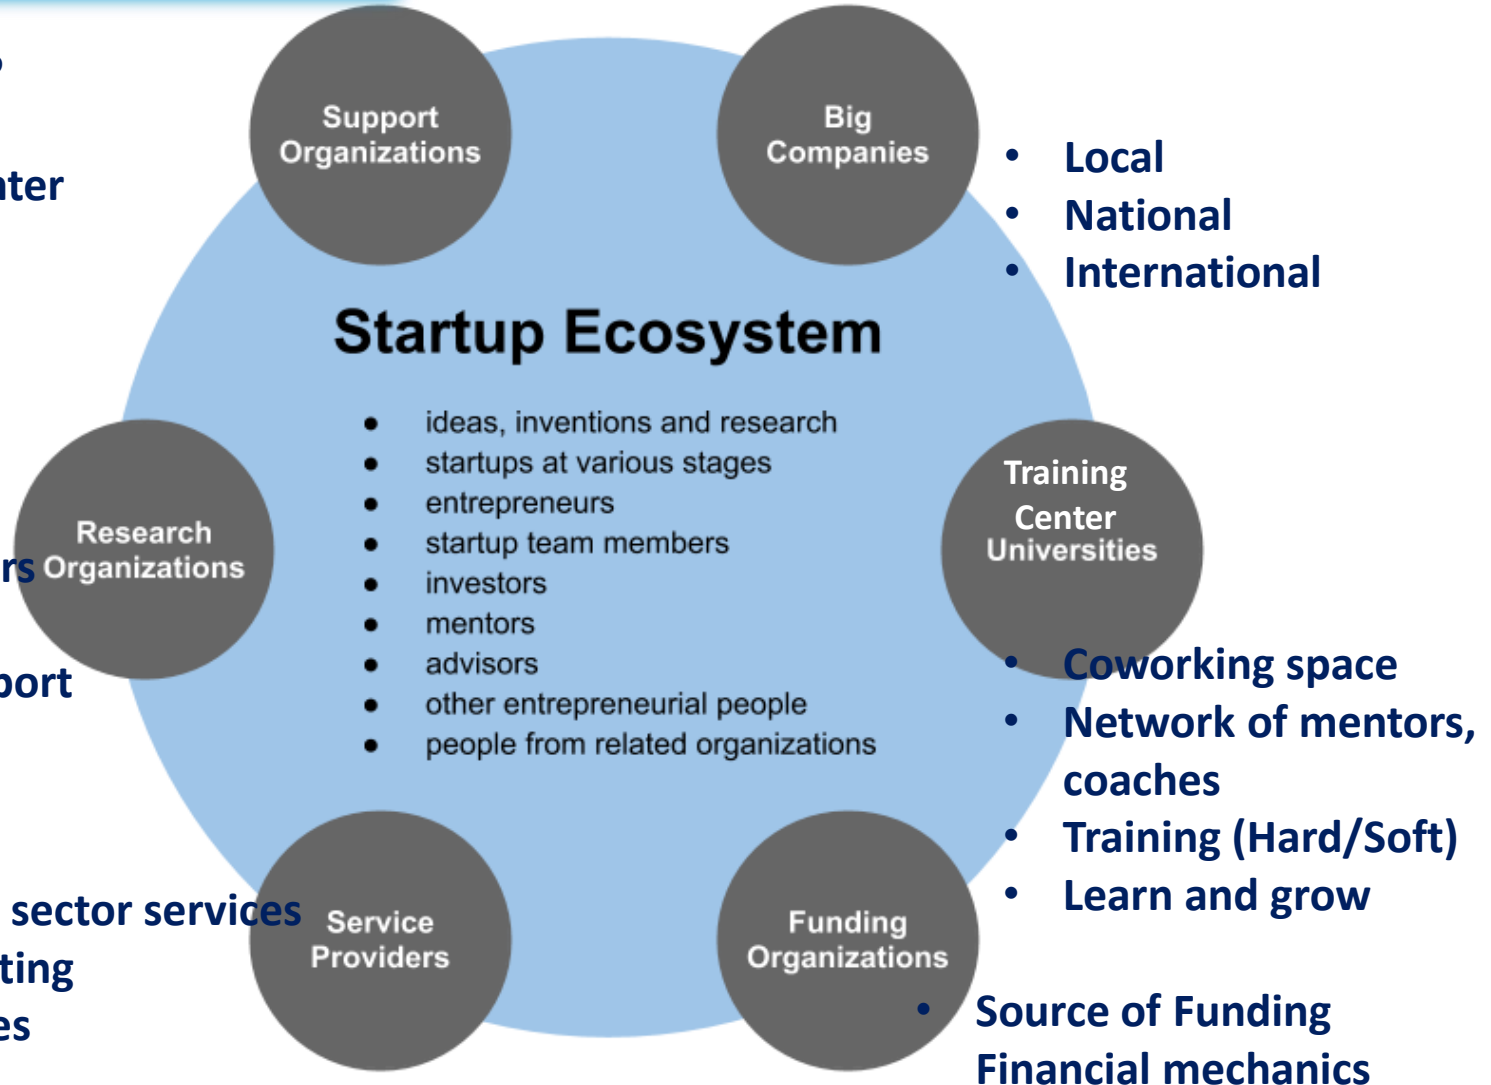 Support
Organizations
Big
Companies
• Local
• National
• International
Startup Ecosystem
● ideas, inventions and research
● startups at various stages
● entrepreneurs
● startup team members
● investors
● mentors
● advisors
● other entrepreneurial people
● people from related organizations
Research
Organizations
Training
Center
Universities
• Coworking space
• Network of mentors,
coaches
• Training (Hard/Soft)
• Learn and grow
sector services
Service
Providers
Funding
Organizations
• Source of Funding
Financial mechanics